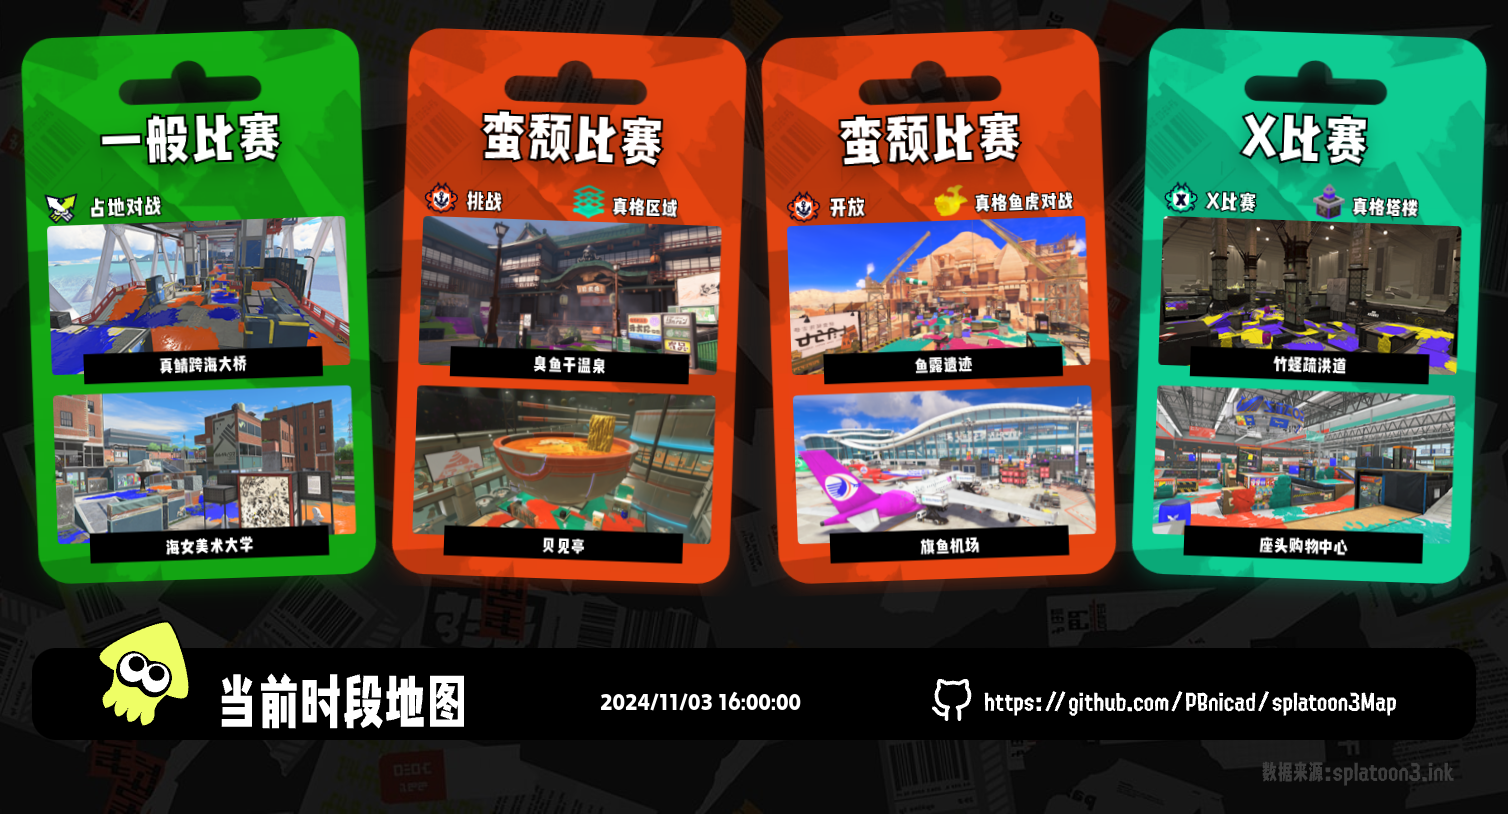 一般比赛
占地对战
真鲭跨海大桥
海女美术大学
蛮颓比赛
挑战
真格区域
臭鱼干温泉
贝见亭
蛮颓比赛
开放
真格鱼虎对战
鱼露遗迹
旗鱼机场
X比赛
X比赛
真格塔楼
竹蛏疏洪道
座头购物中心
当前时段地图
2024/11/03 16:00:00
https://github.com/PBnicad/splatoon3Map
数据来源:splatoon3.ink